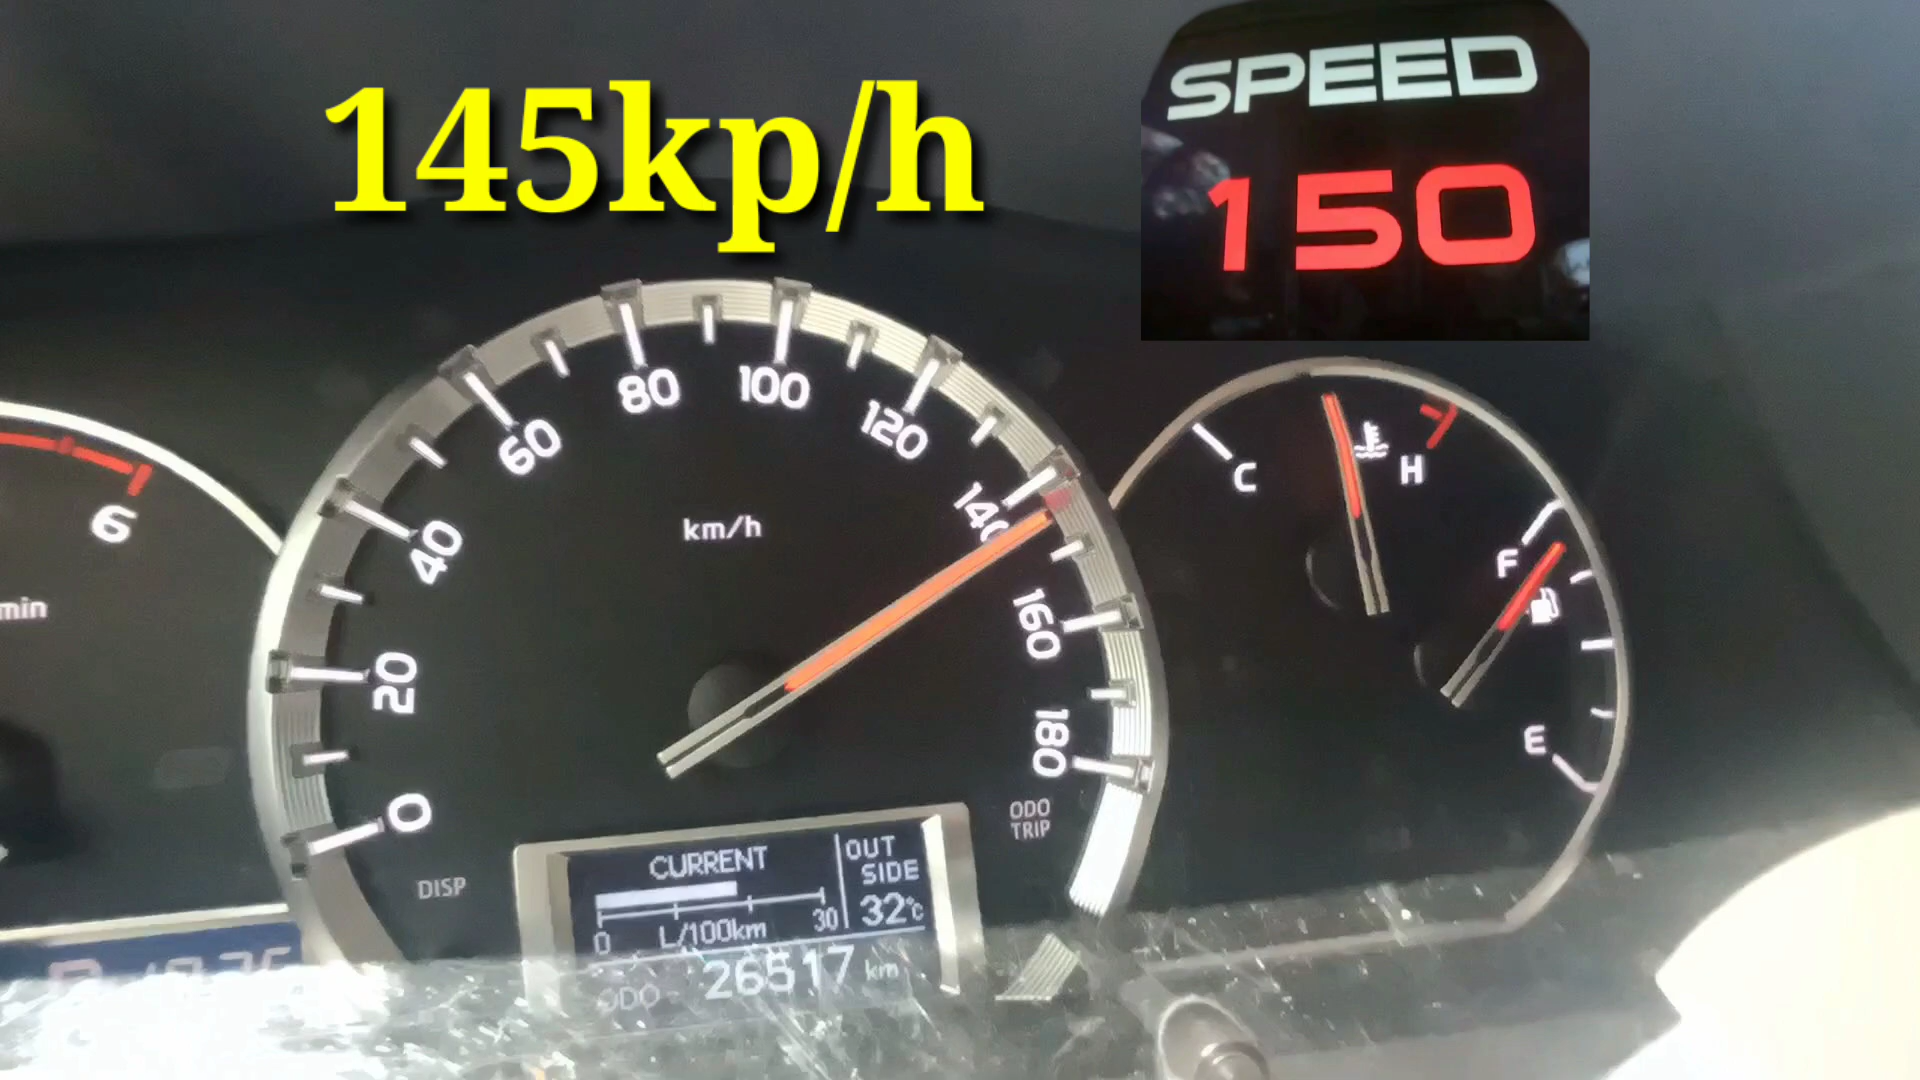 145kp/h
SPEED
150
6
min
0
20
40
60
80
100
120
140
160
180
km/h
C
H
F
E
DISP
ODO
TRIP
CURRENT
0
30
L/100km
OUT
SIDE
32°C
ODO 26517 km